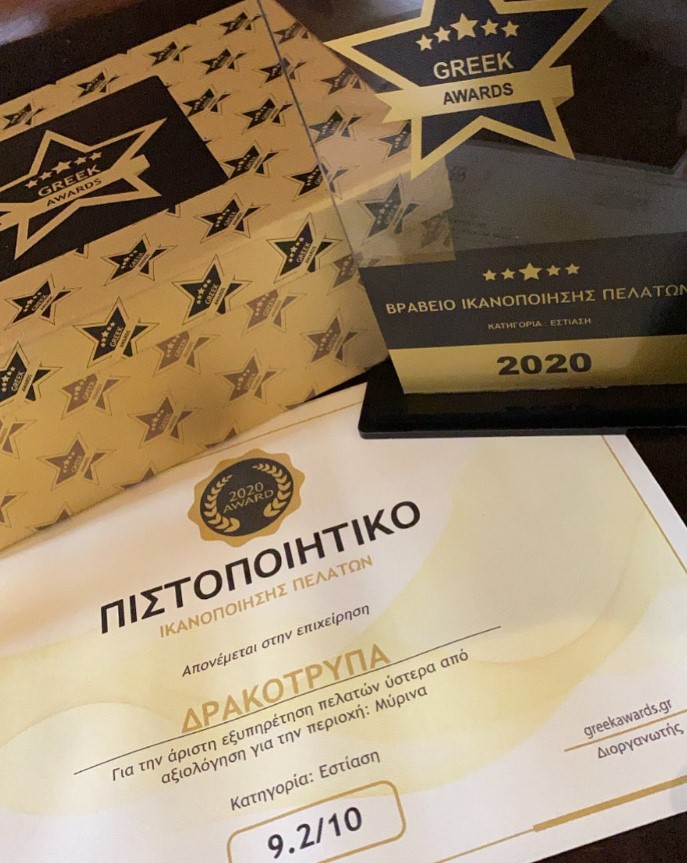 GREEK
AWARDS
GREEK
AWARDS
ΒΡΑΒΕΙΟ ΙΚΑΝΟΠΟΙΗΣΗΣ ΠΕΛΑΤΩΝ
ΚΑΤΗΓΟΡΙΑ : ΕΣΤΙΑΣΗ
2020
2020
AWARD
ΠΙΣΤΟΠΟΙΗΤΙΚΟ
ΙΚΑΝΟΠΟΙΗΣΗΣ ΠΕΛΑΤΩΝ
Απονέμεται στην επιχείρηση
ΔΡΑΚΟΤΡΥΠΑ
Για την άριστη εξυπηρέτηση πελατών ύστερα από
αξιολόγηση για την περιοχή: Μύρινα
Κατηγορία: Εστίαση
9.2/10
greekawards.gr
Διοργανωτής